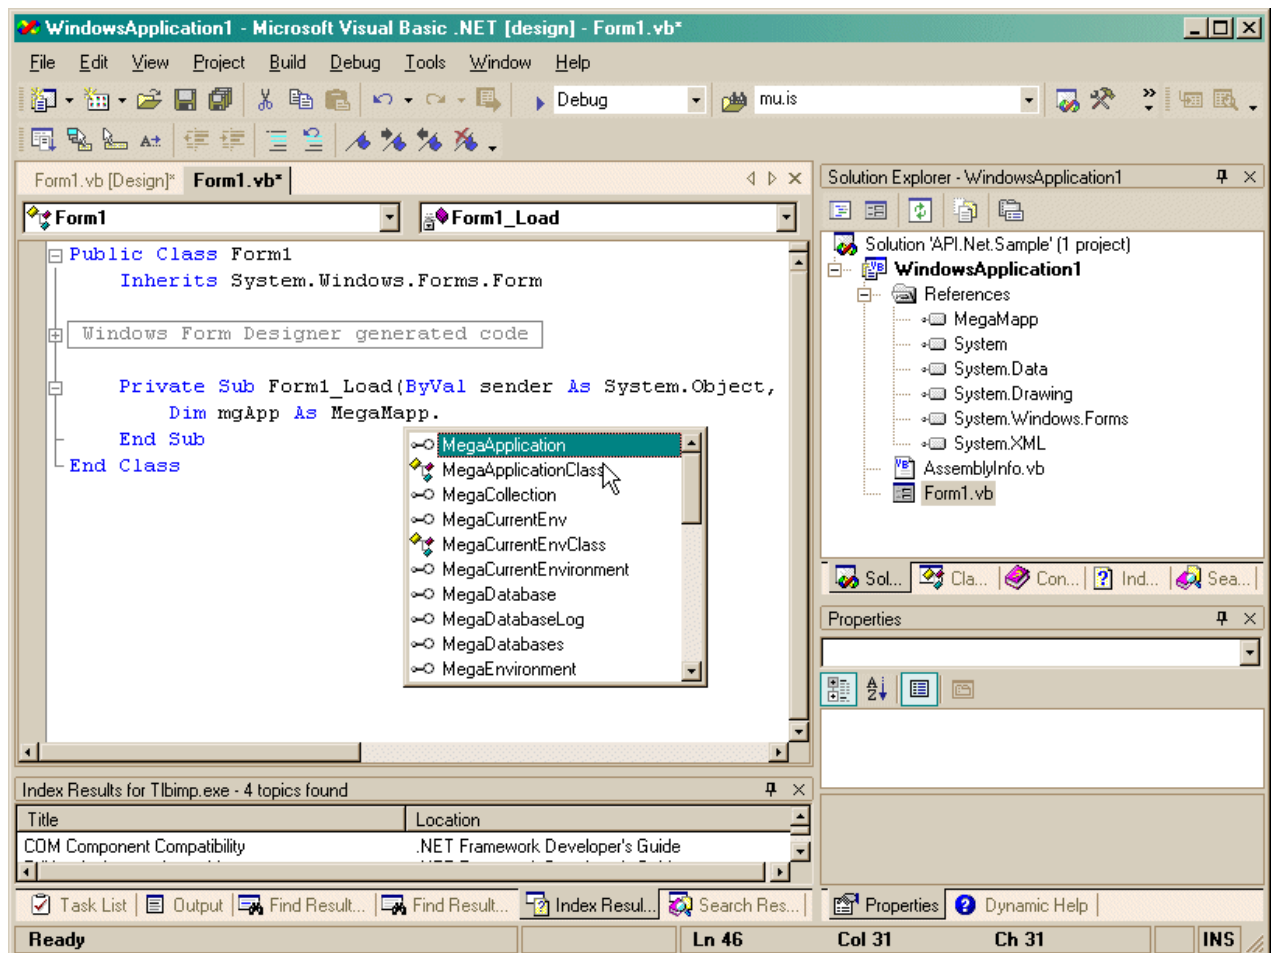 WindowsApplication1 - Microsoft Visual Basic .NET [design] - Form1.vb*
File Edit View Project Build Debug Tools Window Help
Debug mu.is
Form1.vb [Design]* Form1.vb*
Form1 Form1_Load
Public Class Form1
Inherits System.Windows.Forms.Form
Windows Form Designer generated code
Private Sub Form1_Load(ByVal sender As System.Object,
Dim mgApp As MegaMapp.
End Sub
End Class
MegaApplication
MegaApplicationClass
MegaCollection
MegaCurrentEnv
MegaCurrentEnvClass
MegaCurrentEnvironment
MegaDatabase
MegaDatabaseLog
MegaDatabases
MegaEnvironment
Solution Explorer - WindowsApplication1
Solution 'API.Net.Sample' (1 project)
WindowsApplication1
References
MegaMapp
System
System.Data
System.Drawing
System.Windows.Forms
System.XML
AssemblyInfo.vb
Form1.vb
Sol... Cla... Con... Ind... Sea...
Properties
Index Results for Tlbimp.exe - 4 topics found
Title Location
COM Component Compatibility .NET Framework Developer's Guide
Task List Output Find Result... Find Result... Index Resul... Search Res...
Properties Dynamic Help
Ready Ln 46 Col 31 Ch 31 INS